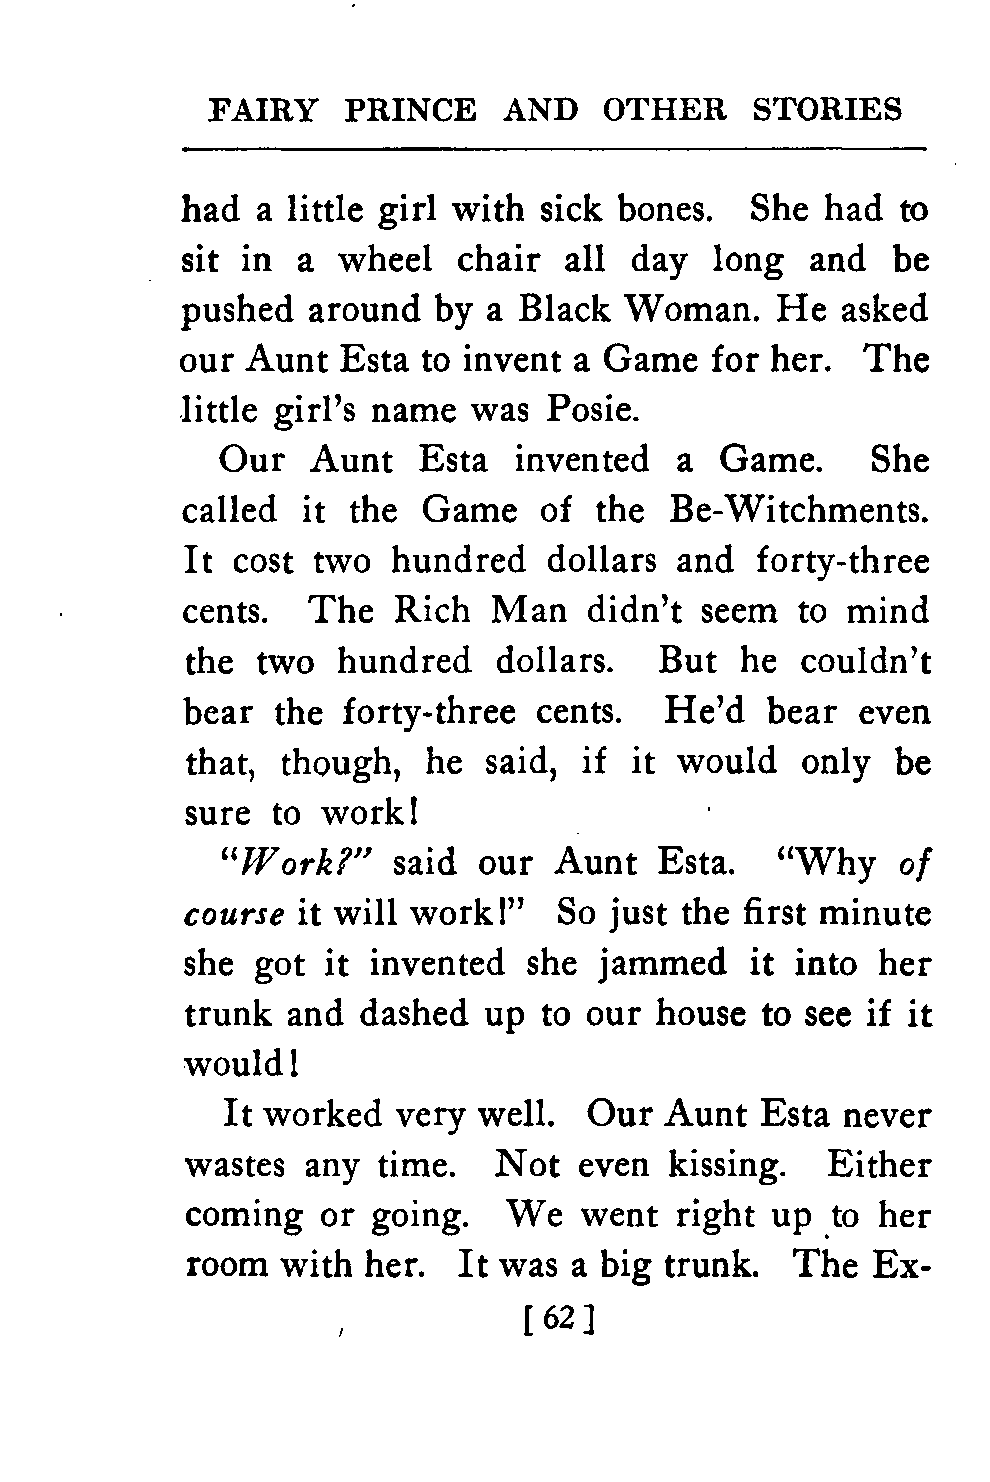 FAIRY PRINCE AND OTHER STORIES
had a little girl with sick bones. She had to
sit in a wheel chair all day long and be
pushed around by a Black Woman. He asked
our Aunt Esta to invent a Game for her. The
little girl's name was Posie.
Our Aunt Esta invented a Game. She
called it the Game of the Be-Witchments.
It cost two hundred dollars and forty-three
cents. The Rich Man didn't seem to mind
the two hundred dollars. But he couldn't
bear the forty-three cents. He'd bear even
that, though, he said, if it would only be
sure to work!
"Work?" said our Aunt Esta. "Why of
course it will work!" So just the first minute
she got it invented she jammed it into her
trunk and dashed up to our house to see if it
would!
It worked very well. Our Aunt Esta never
wastes any time. Not even kissing. Either
coming or going. We went right up to her
room with her. It was a big trunk. The Ex-
[ 62 ]